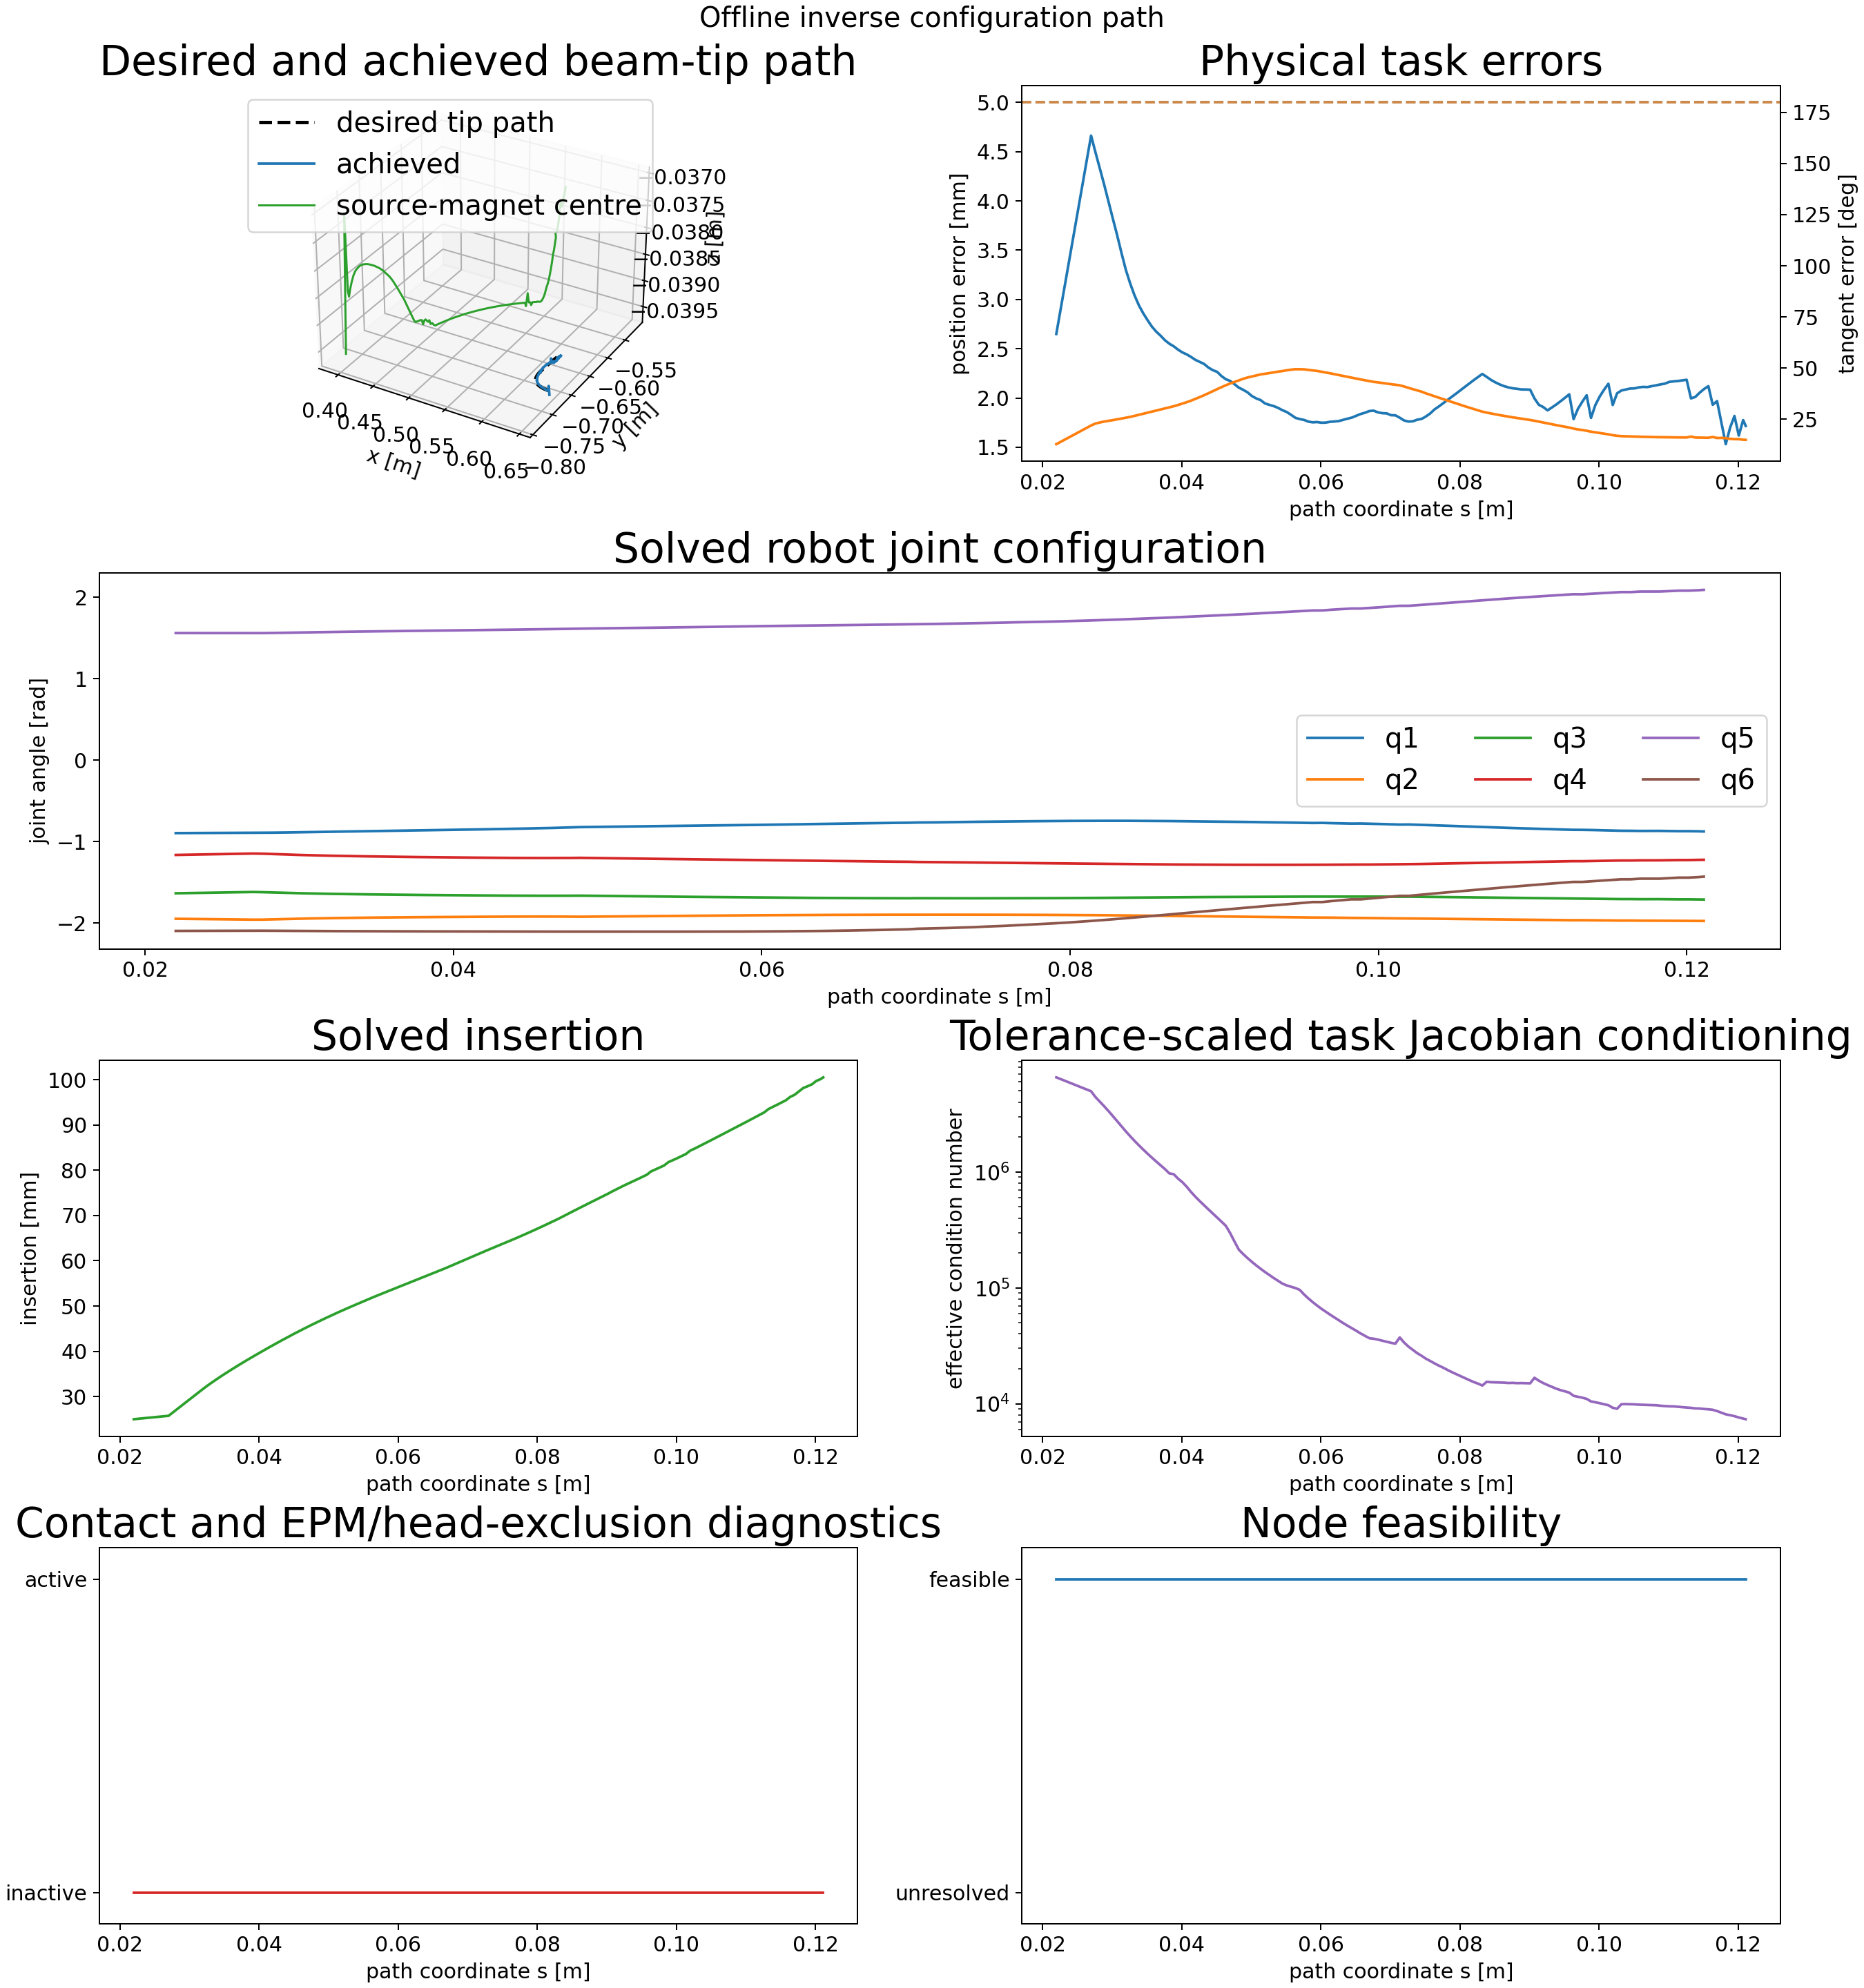 Offline inverse configuration path
Desired and achieved beam-tip path
desired tip path
achieved
source-magnet centre
−0.0370
−0.0375
−0.0380
−0.0385
−0.0390
−0.0395
−0.55
−0.60
−0.65
−0.70
−0.75
−0.80
y [m]
0.40
0.45
0.50
0.55
0.60
0.65
x [m]
Physical task errors
5.0
4.5
4.0
3.5
3.0
2.5
2.0
1.5
position error [mm]
175
150
125
100
75
50
25
tangent error [deg]
0.02 0.04 0.06 0.08 0.10 0.12
path coordinate s [m]
Solved robot joint configuration
2
1
0
−1
−2
joint angle [rad]
q1 q3 q5
q2 q4 q6
0.02 0.04 0.06 0.08 0.10 0.12
path coordinate s [m]
Solved insertion
100
90
80
70
60
50
40
30
insertion [mm]
0.02 0.04 0.06 0.08 0.10 0.12
path coordinate s [m]
Tolerance-scaled task Jacobian conditioning
10⁶
10⁵
10⁴
effective condition number
0.02 0.04 0.06 0.08 0.10 0.12
path coordinate s [m]
Contact and EPM/head-exclusion diagnostics
active
inactive
0.02 0.04 0.06 0.08 0.10 0.12
path coordinate s [m]
Node feasibility
feasible
unresolved
0.02 0.04 0.06 0.08 0.10 0.12
path coordinate s [m]